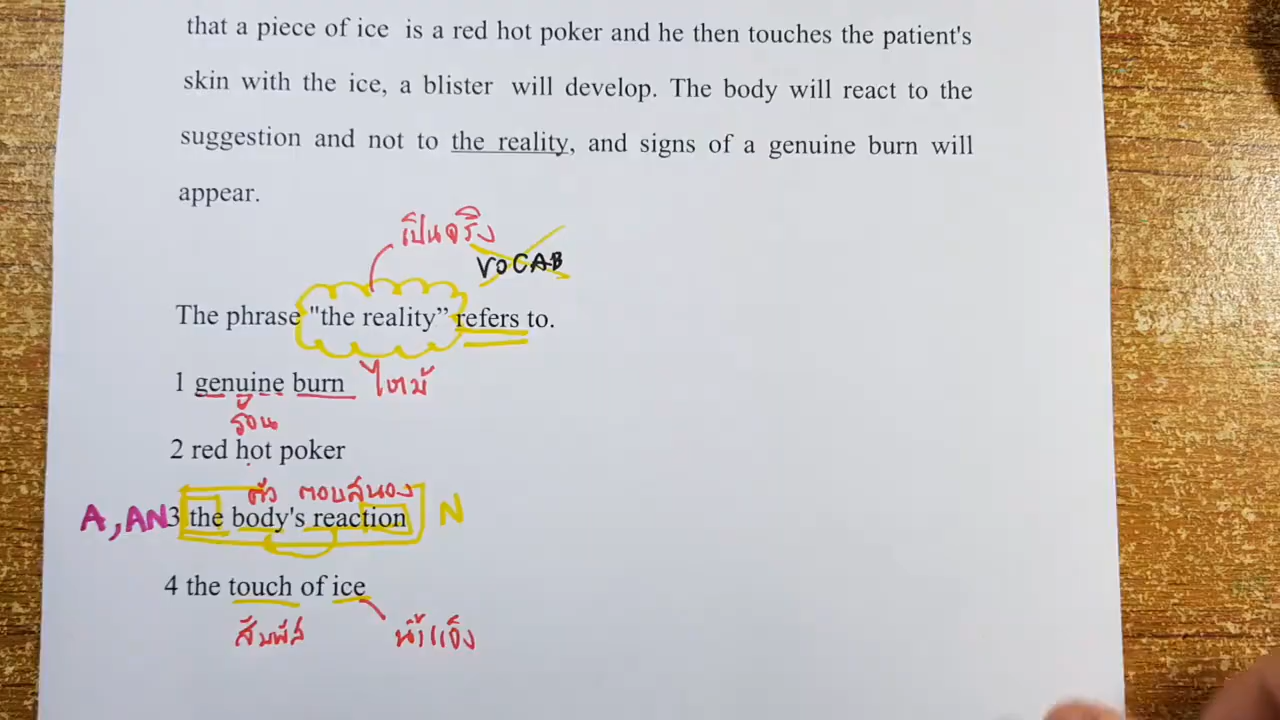 that a piece of ice is a red hot poker and he then touches the patient's
skin with the ice, a blister will develop. The body will react to the
suggestion and not to the reality, and signs of a genuine burn will
appear.
เป็นจริง
VOCAB
The phrase "the reality” refers to.
1 genuine burn ไหม้
ร้อน
2 red hot poker
ตัว ตอบสนอง
A, AN 3 the body's reaction N
4 the touch of ice
สัมผัส น้ำแข็ง